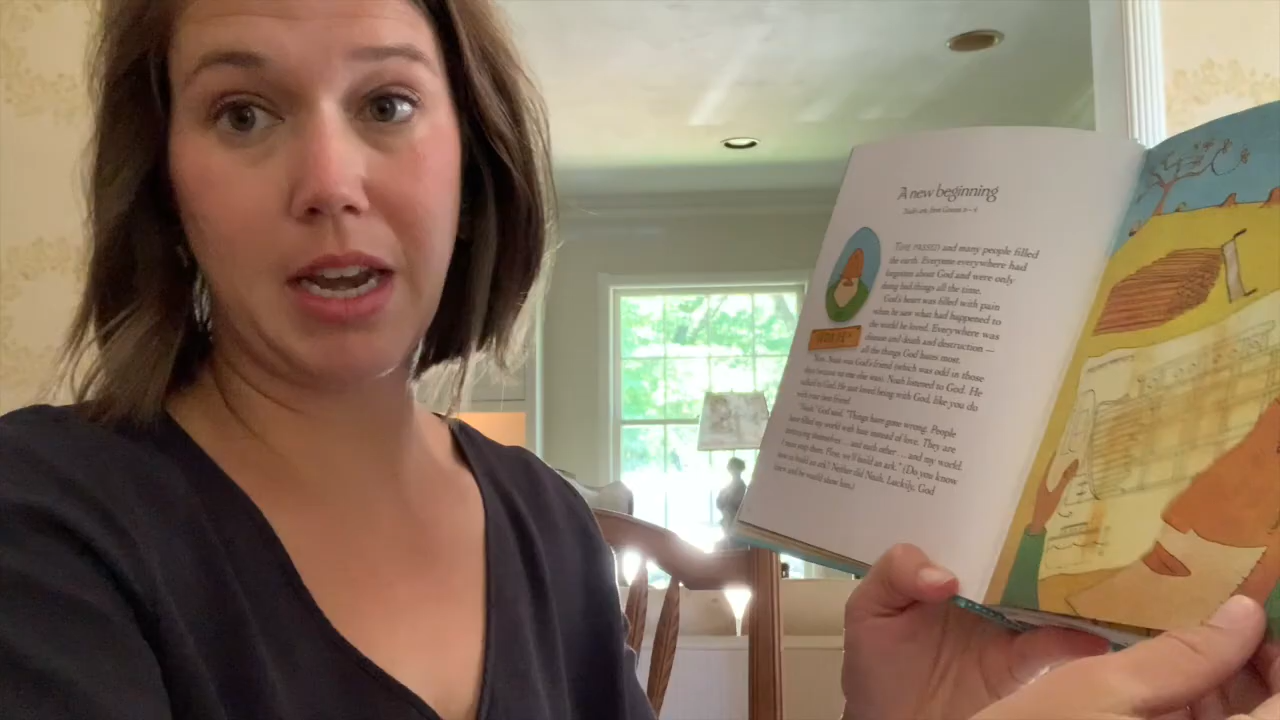 A new beginning
Noah's ark, from Genesis 6—9
TIME PASSED and many people filled
the earth. Everyone everywhere had
forgotten about God and were only
doing bad things all the time.
God's heart was filled with pain
when he saw what had happened to
the world he loved. Everywhere was
disease and death and destruction —
all the things God hates most.
Now, Noah was God's friend (which was odd in those
days because no one else was). Noah listened to God. He
talked to God. He just loved being with God, like you do
with your best friend.
"Noah," God said, "Things have gone wrong. People
have filled my world with hate instead of love. They are
destroying themselves ... and each other ... and my world.
I must stop them. First, we'll build an ark." (Do you know
how to build an ark? Neither did Noah. Luckily, God
knew and he would show him.)